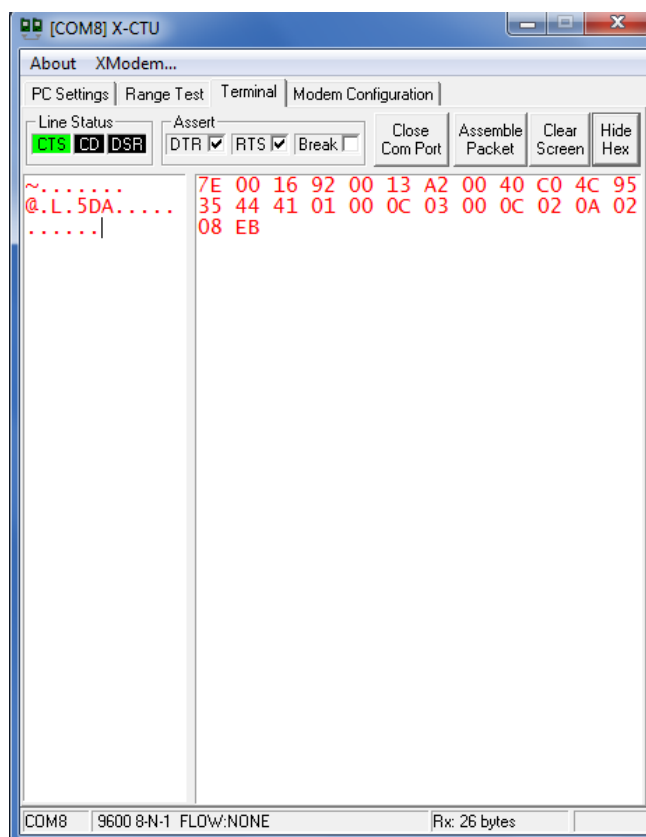 [COM8] X-CTU
About XModem...
PC Settings Range Test Terminal Modem Configuration
Line Status
CTS CD DSR
Assert
DTR RTS Break
Close Com Port
Assemble Packet
Clear Screen
Hide Hex
~.......
@.L.5DA.....
......
7E 00 16 92 00 13 A2 00 40 C0 4C 95
35 44 41 01 00 0C 03 00 0C 02 0A 02
08 EB
COM8 9600 8-N-1 FLOW:NONE Rx: 26 bytes